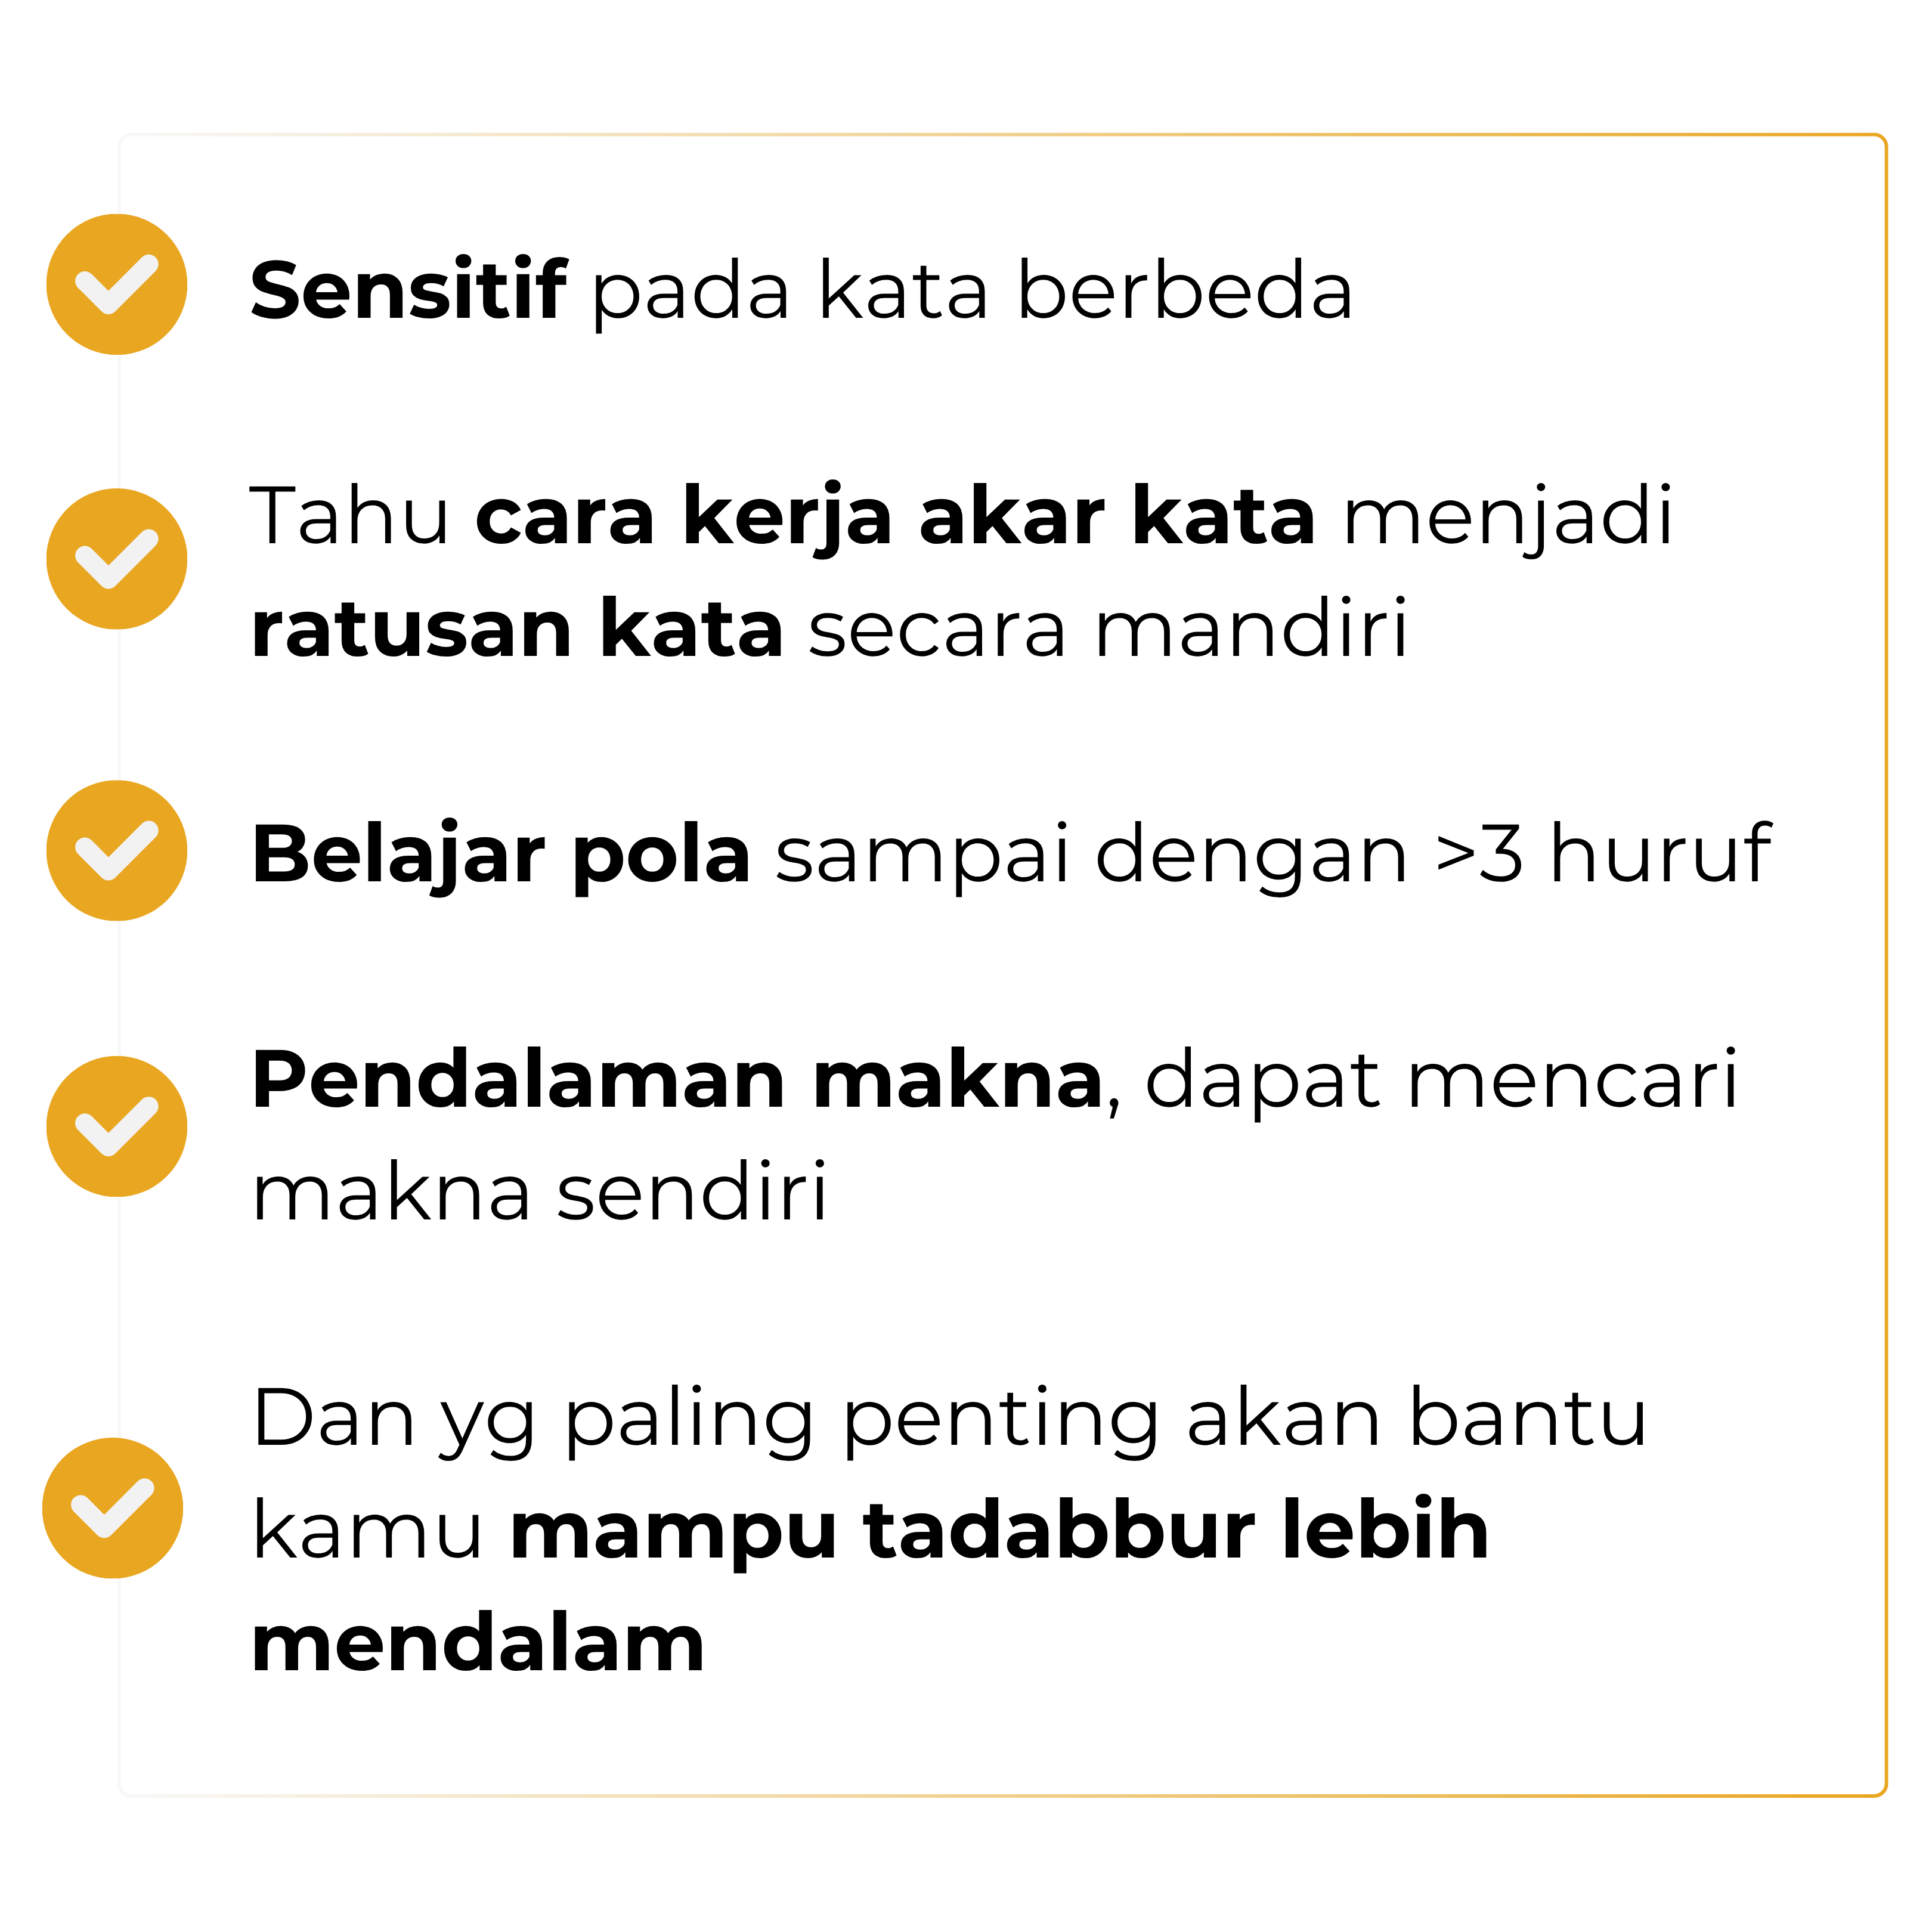 Sensitif pada kata berbeda
Tahu cara kerja akar kata menjadi
ratusan kata secara mandiri
Belajar pola sampai dengan >3 huruf
Pendalaman makna, dapat mencari
makna sendiri
Dan yg paling penting akan bantu
kamu mampu tadabbur lebih
mendalam